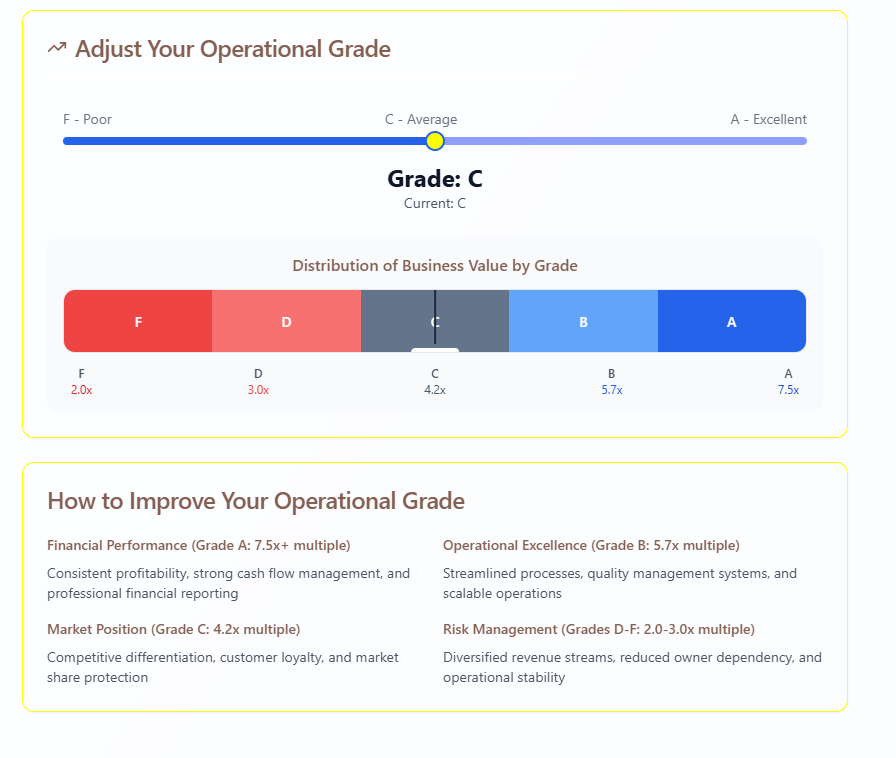 Adjust Your Operational Grade
F - Poor
C - Average
A - Excellent
Grade: C
Current: C
Distribution of Business Value by Grade
F
D
C
B
A
F
D
C
B
A
2.0x
3.0x
4.2x
5.7x
7.5x
How to Improve Your Operational Grade
Financial Performance (Grade A: 7.5x+ multiple)
Consistent profitability, strong cash flow management, and
professional financial reporting
Operational Excellence (Grade B: 5.7x multiple)
Streamlined processes, quality management systems, and
scalable operations
Market Position (Grade C: 4.2x multiple)
Competitive differentiation, customer loyalty, and market
share protection
Risk Management (Grades D-F: 2.0-3.0x multiple)
Diversified revenue streams, reduced owner dependency, and
operational stability